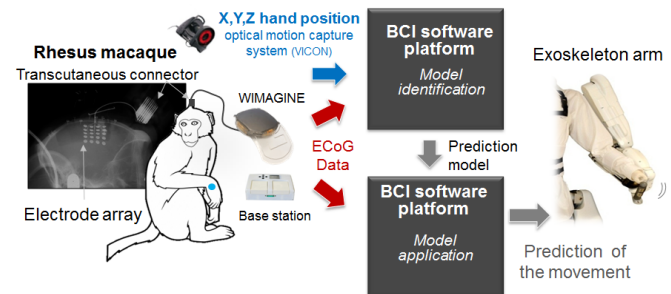 X,Y,Z hand position
optical motion capture
system (VICON)
Rhesus macaque
Transcutaneous connector
WIMAGINE
ECoG
Data
Electrode array
Base station
BCI software
platform
Model
identification
Prediction
model
BCI software
platform
Model
application
Exoskeleton arm
Prediction of
the movement